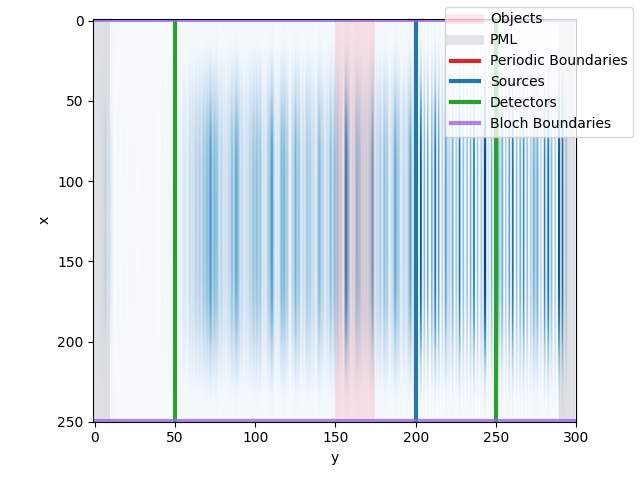 Objects
PML
Periodic Boundaries
Sources
Detectors
Bloch Boundaries
0
50
100
150
200
250
x
0 50 100 150 200 250 300
y